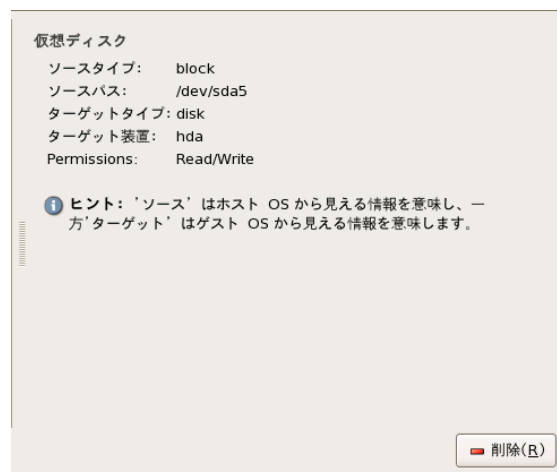 仮想ディスク
ソースタイプ: block
ソースパス: /dev/sda5
ターゲットタイプ: disk
ターゲット装置: hda
Permissions: Read/Write
ヒント: 'ソース' はホスト OS から見える情報を意味し、一
方'ターゲット' はゲスト OS から見える情報を意味します。
削除(R)